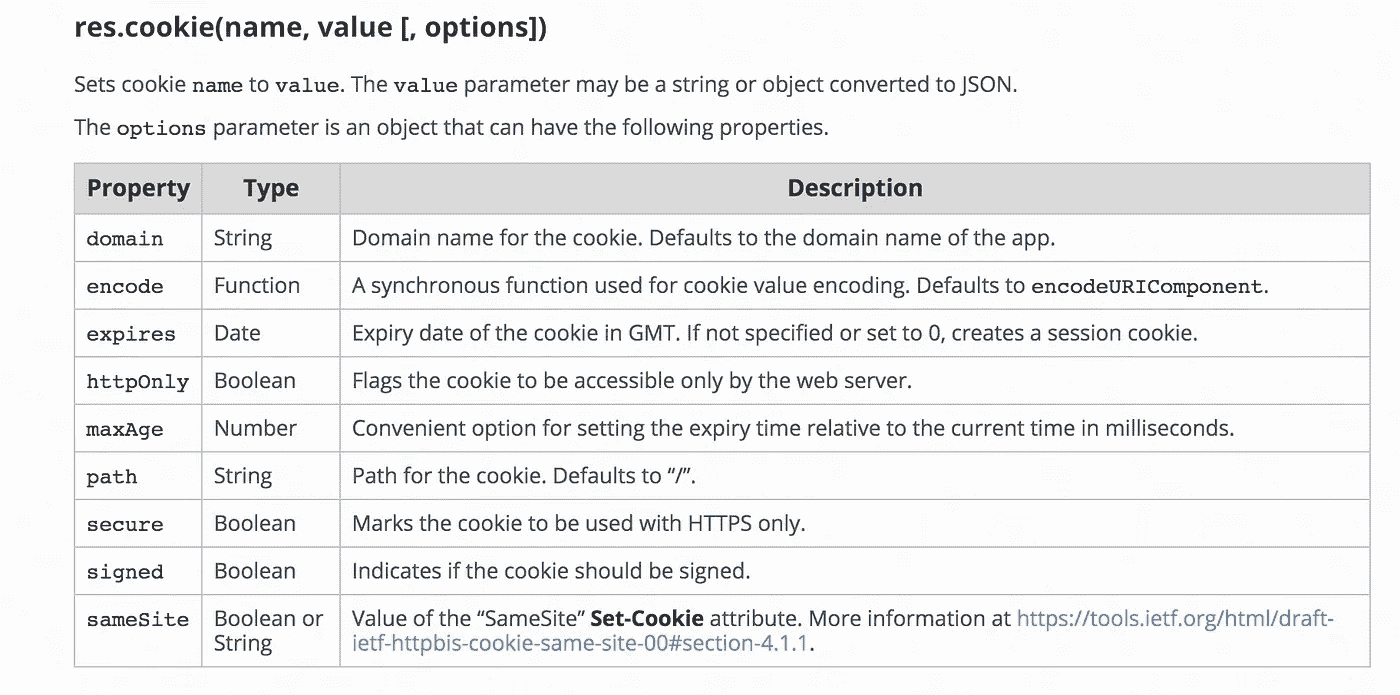 res.cookie(name, value [, options])
Sets cookie name to value. The value parameter may be a string or object converted to JSON.
The options parameter is an object that can have the following properties.
Property Type Description
domain String Domain name for the cookie. Defaults to the domain name of the app.
encode Function A synchronous function used for cookie value encoding. Defaults to encodeURIComponent.
expires Date Expiry date of the cookie in GMT. If not specified or set to 0, creates a session cookie.
httpOnly Boolean Flags the cookie to be accessible only by the web server.
maxAge Number Convenient option for setting the expiry time relative to the current time in milliseconds.
path String Path for the cookie. Defaults to “/”.
secure Boolean Marks the cookie to be used with HTTPS only.
signed Boolean Indicates if the cookie should be signed.
sameSite Boolean or Value of the “SameSite” Set-Cookie attribute. More information at https://tools.ietf.org/html/draft-
String ietf-httpbis-cookie-same-site-00#section-4.1.1.